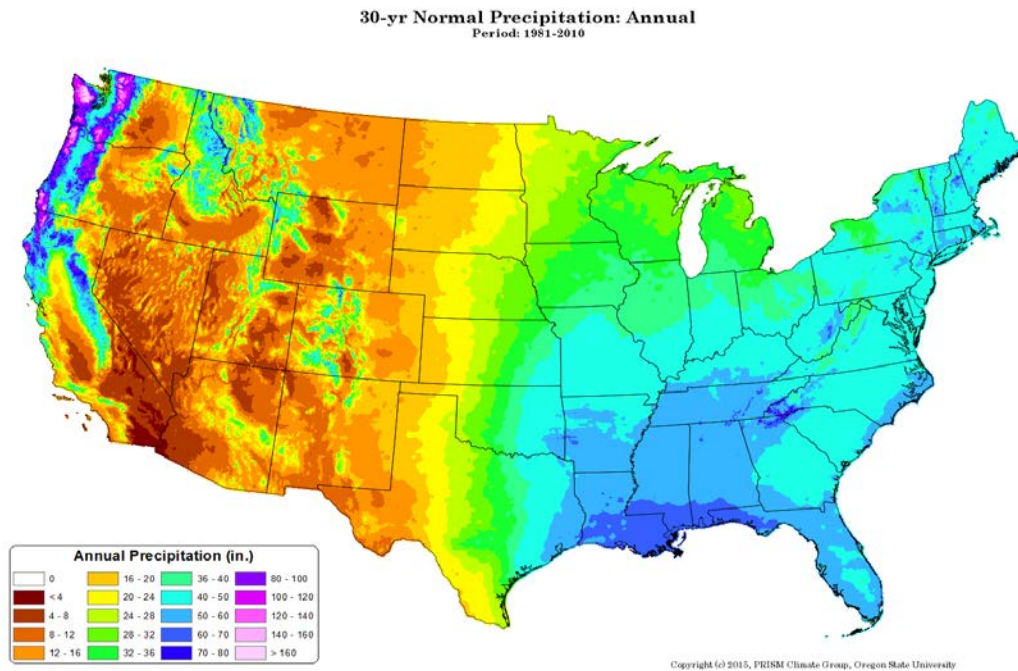 30-yr Normal Precipitation: Annual
Period: 1981-2010
Annual Precipitation (in.)
0
< 4
4 - 8
8 - 12
12 - 16
16 - 20
20 - 24
24 - 28
28 - 32
32 - 36
36 - 40
40 - 50
50 - 60
60 - 70
70 - 80
80 - 100
100 - 120
120 - 140
140 - 160
> 160
Copyright (c) 2015, PRISM Climate Group, Oregon State University